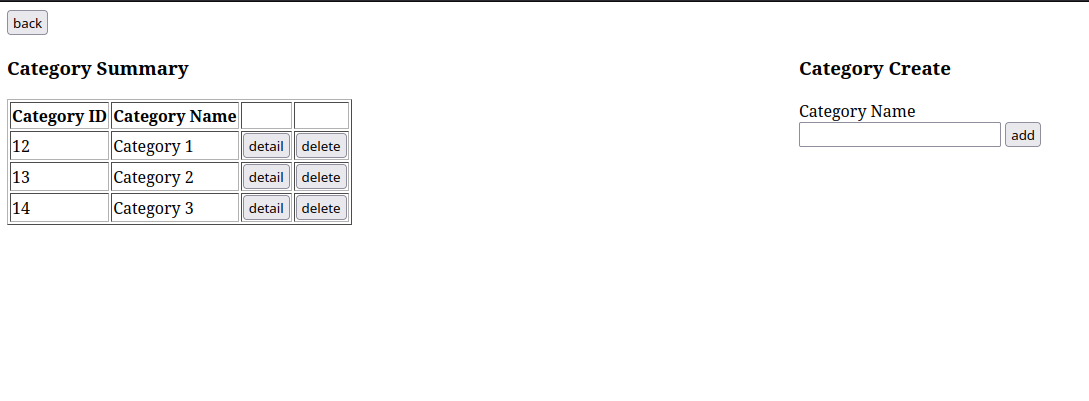 back
Category Summary
Category ID Category Name
12 Category 1 detail delete
13 Category 2 detail delete
14 Category 3 detail delete
Category Create
Category Name
add